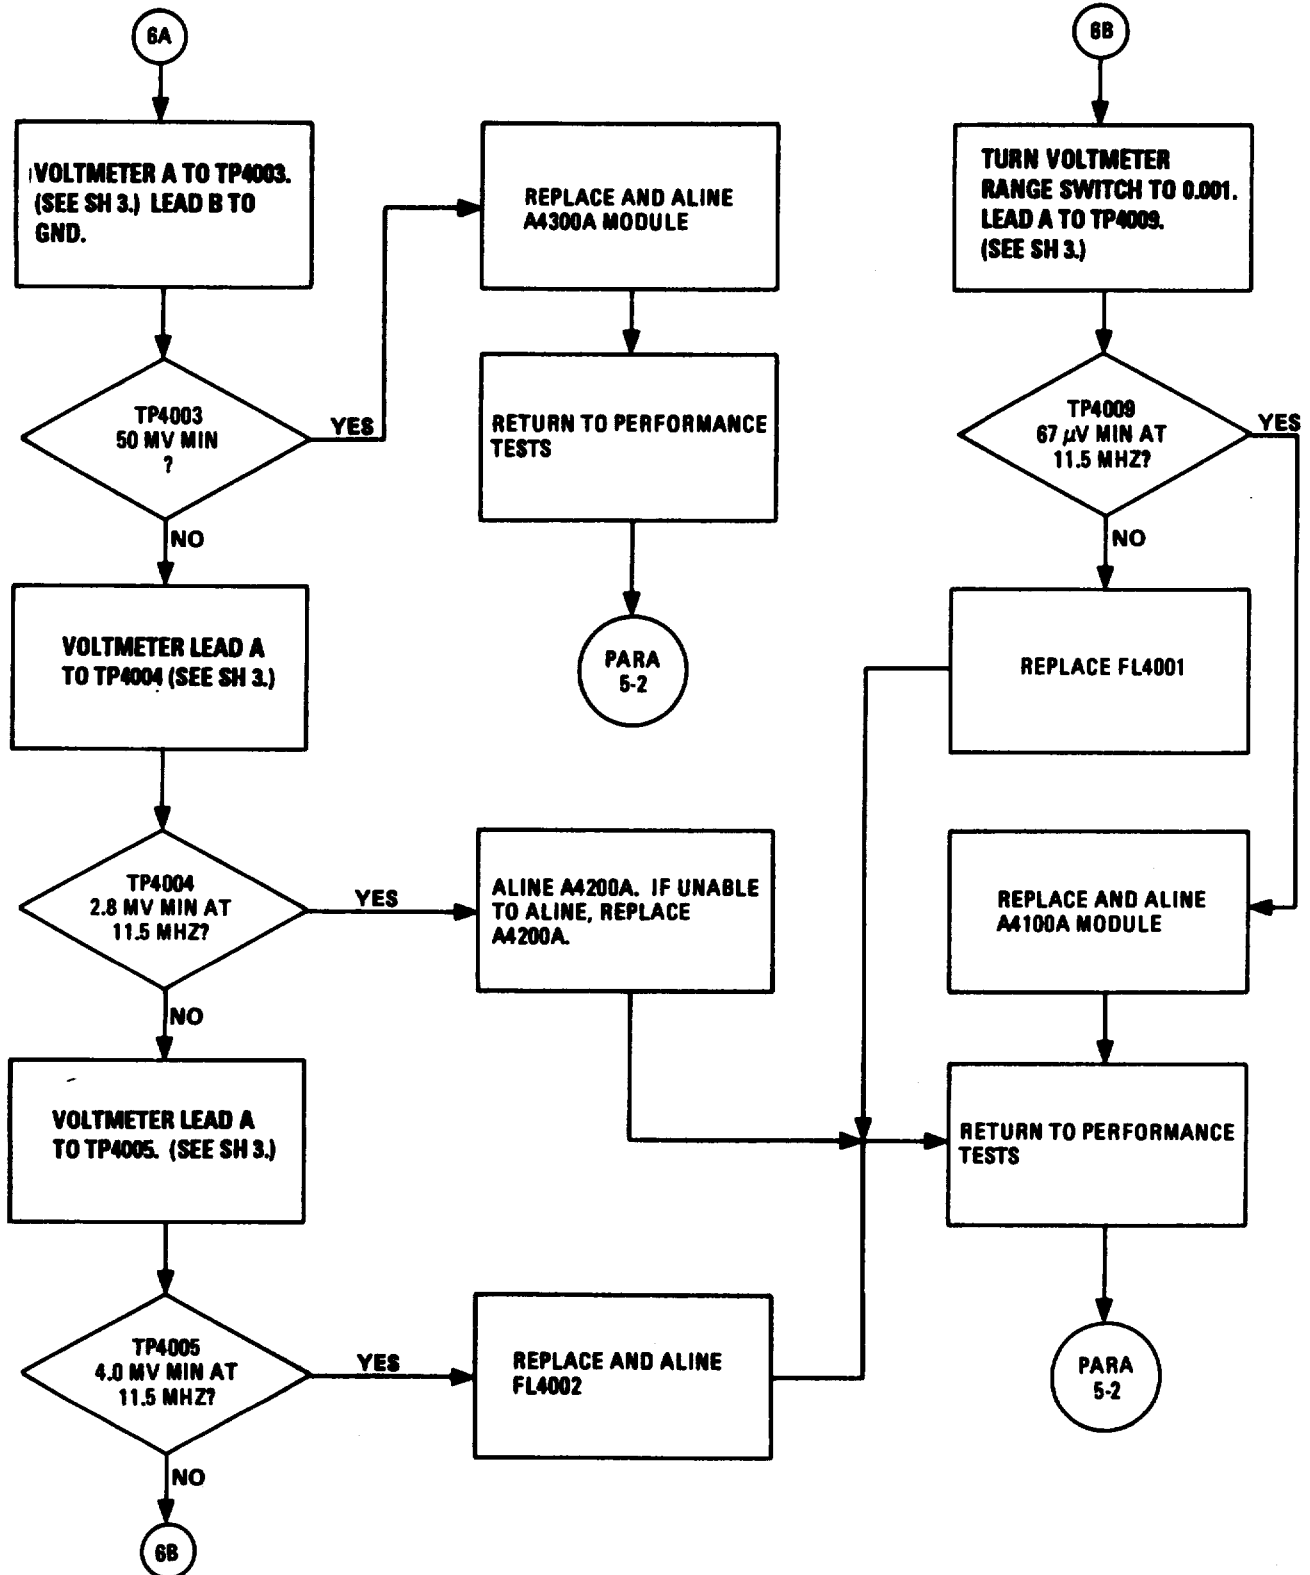 6A
VOLTMETER A TO TP4003.
(SEE SH 3.) LEAD B TO
GND.
TP4003
50 MV MIN
?
YES
REPLACE AND ALINE
A4300A MODULE
RETURN TO PERFORMANCE
TESTS
PARA
5-2
NO
VOLTMETER LEAD A
TO TP4004 (SEE SH 3.)
TP4004
2.8 MV MIN AT
11.5 MHZ?
YES
ALINE A4200A. IF UNABLE
TO ALINE, REPLACE
A4200A.
NO
VOLTMETER LEAD A
TO TP4005. (SEE SH 3.)
TP4005
4.0 MV MIN AT
11.5 MHZ?
YES
REPLACE AND ALINE
FL4002
NO
6B
6B
TURN VOLTMETER
RANGE SWITCH TO 0.001.
LEAD A TO TP4009.
(SEE SH 3.)
TP4009
67 μV MIN AT
11.5 MHZ?
YES
NO
REPLACE FL4001
REPLACE AND ALINE
A4100A MODULE
RETURN TO PERFORMANCE
TESTS
PARA
5-2